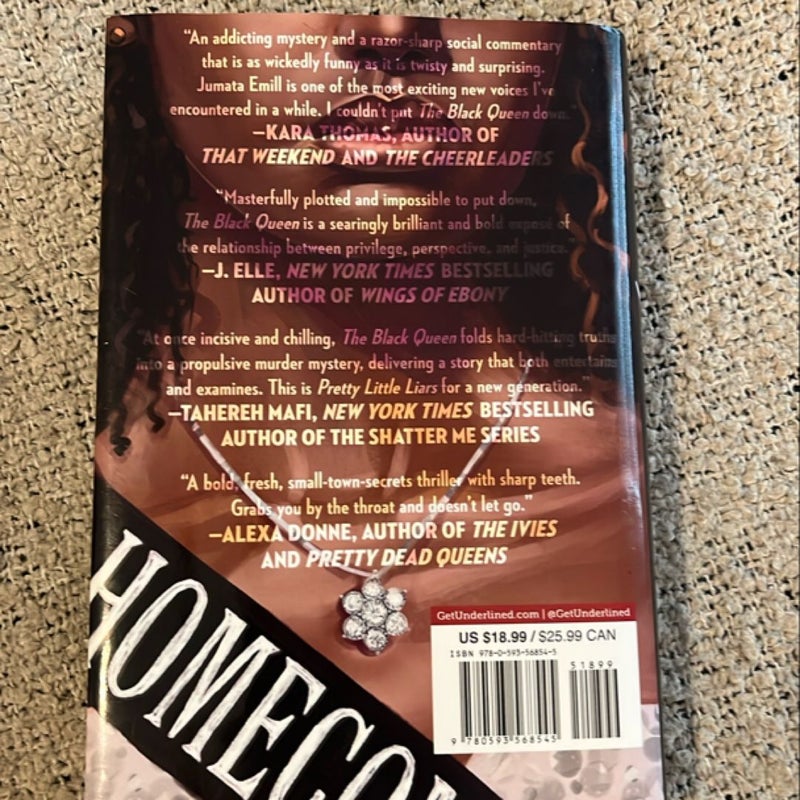 “An addicting mystery and a razor-sharp social commentary
that is as wickedly funny as it is twisty and surprising.
Jumata Emill is one of the most exciting new voices I've
encountered in a while. I couldn't put The Black Queen down.
—KARA THOMAS, AUTHOR OF
THAT WEEKEND AND THE CHEERLEADERS
“Masterfully plotted and impossible to put down,
The Black Queen is a searingly brilliant and bold exposé of
the relationship between privilege, perspective, and justice.”
—J. ELLE, NEW YORK TIMES BESTSELLING
AUTHOR OF WINGS OF EBONY
“At once incisive and chilling, The Black Queen folds hard-hitting truths
into a propulsive murder mystery, delivering a story that both entertains
and examines. This is Pretty Little Liars for a new generation.”
—TAHEREH MAFI, NEW YORK TIMES BESTSELLING
AUTHOR OF THE SHATTER ME SERIES
“A bold, fresh, small-town-secrets thriller with sharp teeth.
Grabs you by the throat and doesn't let go.”
—ALEXA DONNE, AUTHOR OF THE IVIES
AND PRETTY DEAD QUEENS
HOMECO
GetUnderlined.com | @GetUnderlined
US $18.99 / $25.99 CAN
ISBN 978-0-593-56854-5
51899
9 780593 568545